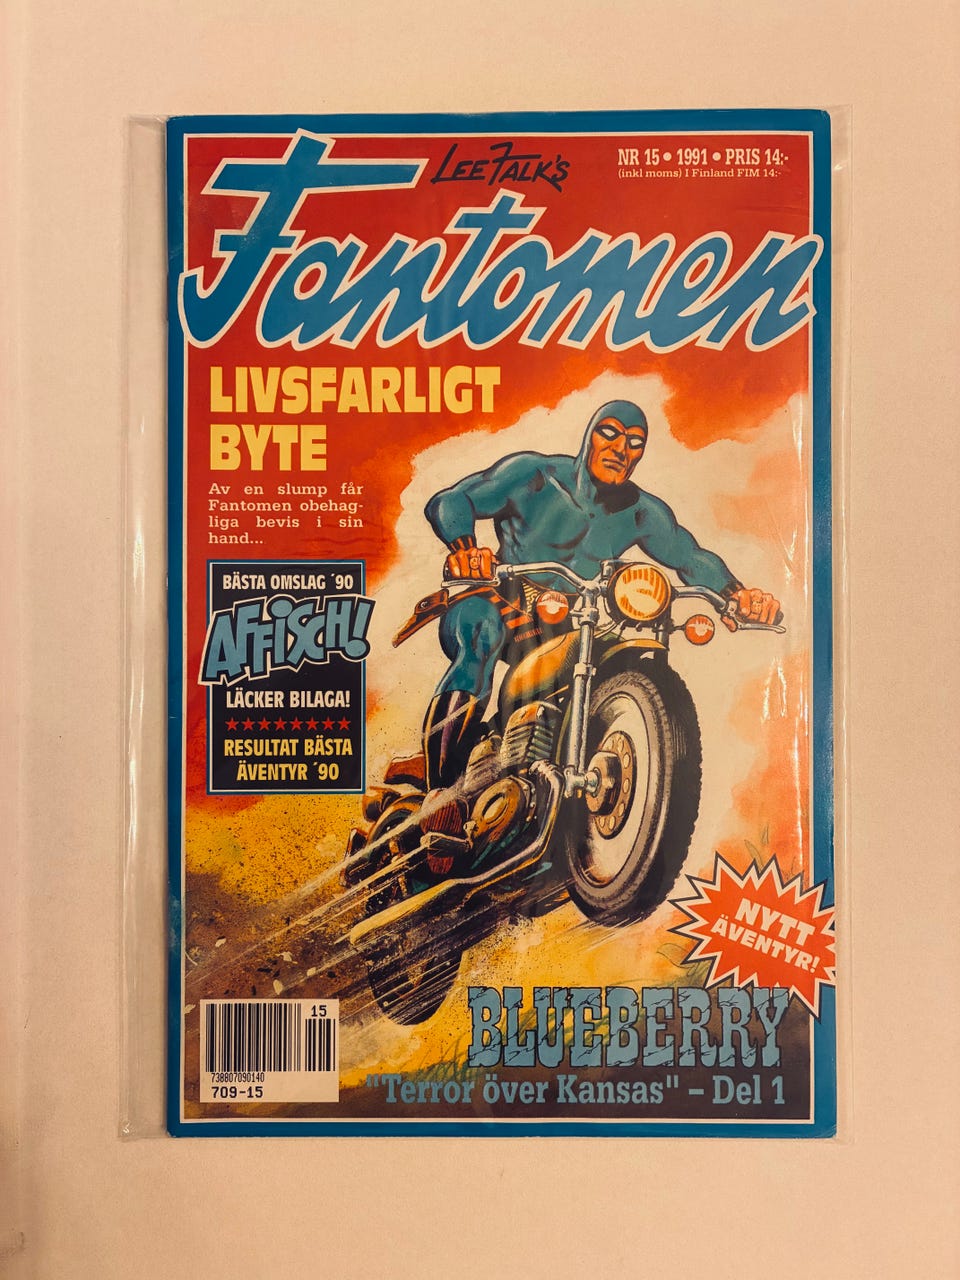 LEE FALK'S
NR 15 • 1991 • PRIS 14:-
(inkl moms) I Finland FIM 14:-
Fantomen
LIVSFARLIGT
BYTE
Av en slump får
Fantomen obehag-
liga bevis i sin
hand...
BÄSTA OMSLAG ´90
AFFISCH!
LÄCKER BILAGA!
★★★★★★★★
RESULTAT BÄSTA
ÄVENTYR ´90
NYTT
ÄVENTYR!
BLUEBERRY
"Terror över Kansas" – Del 1
15
738807090140
709-15